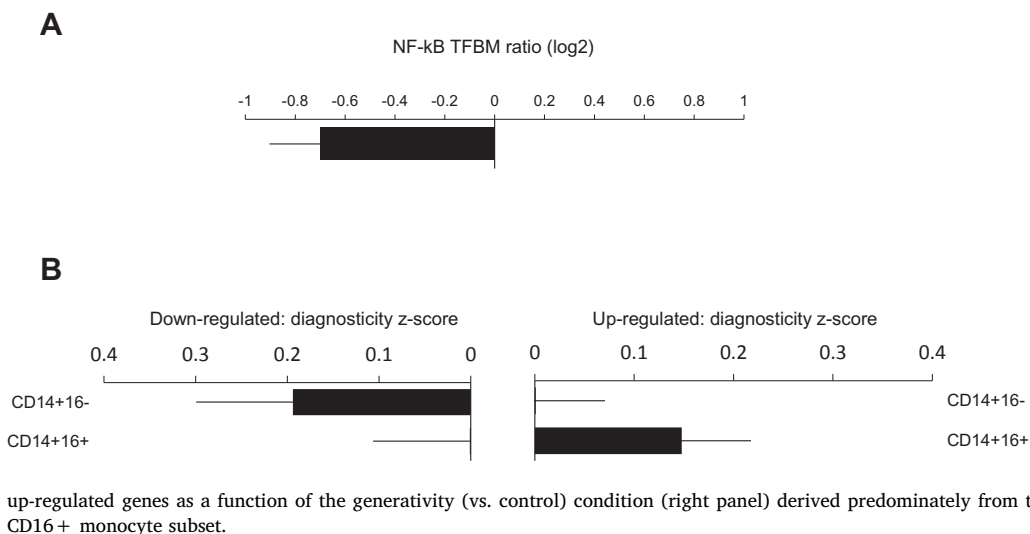 A
NF-kB TFBM ratio (log2)
-1 -0.8 -0.6 -0.4 -0.2 0 0.2 0.4 0.6 0.8 1
B
Down-regulated: diagnosticity z-score
0.4 0.3 0.2 0.1 0
CD14+16-
CD14+16+
Up-regulated: diagnosticity z-score
0 0.1 0.2 0.3 0.4
CD14+16-
CD14+16+
up-regulated genes as a function of the generativity (vs. control) condition (right panel) derived predominately from
CD16+ monocyte subset.